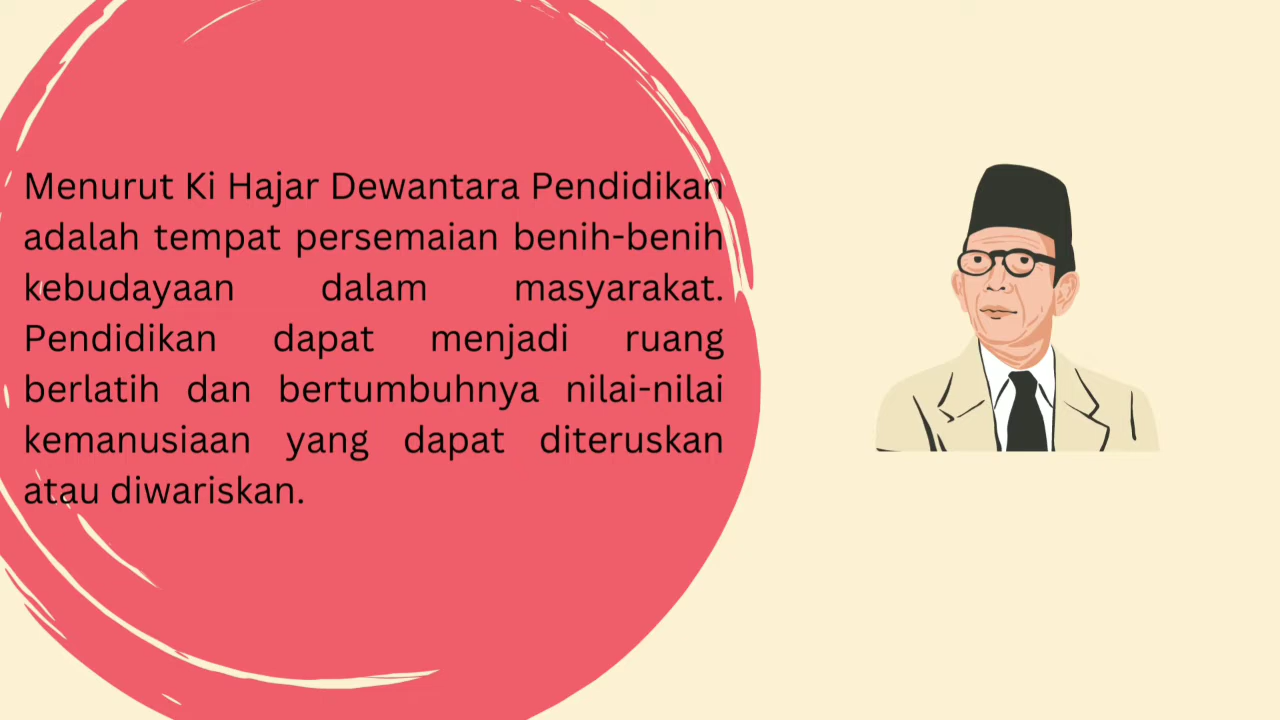 Menurut Ki Hajar Dewantara Pendidikan
adalah tempat persemaian benih-benih
kebudayaan dalam masyarakat.
Pendidikan dapat menjadi ruang
berlatih dan bertumbuhnya nilai-nilai
kemanusiaan yang dapat diteruskan
atau diwariskan.